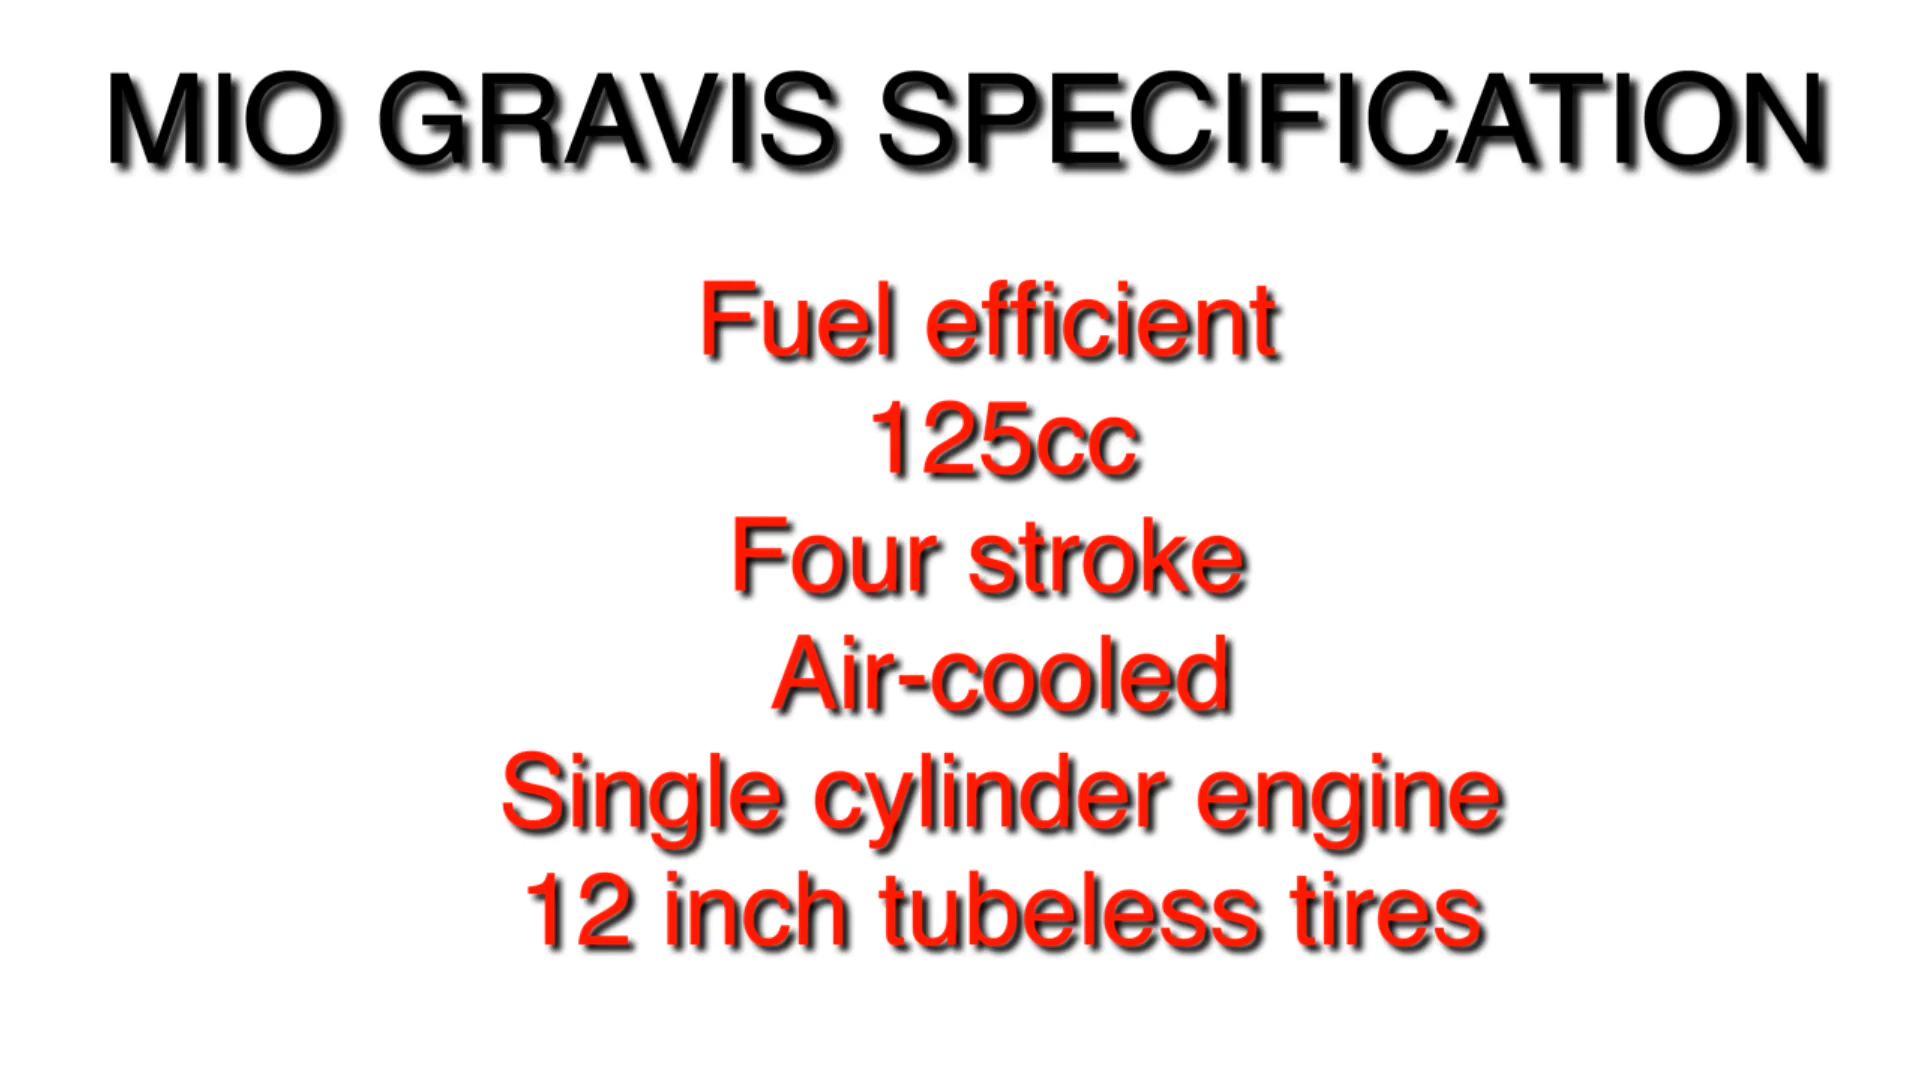 MIO GRAVIS SPECIFICATION
Fuel efficient
125cc
Four stroke
Air-cooled
Single cylinder engine
12 inch tubeless tires